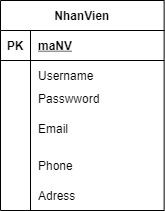 NhanVien
PK maNV
Username
Passwword
Email
Phone
Adress